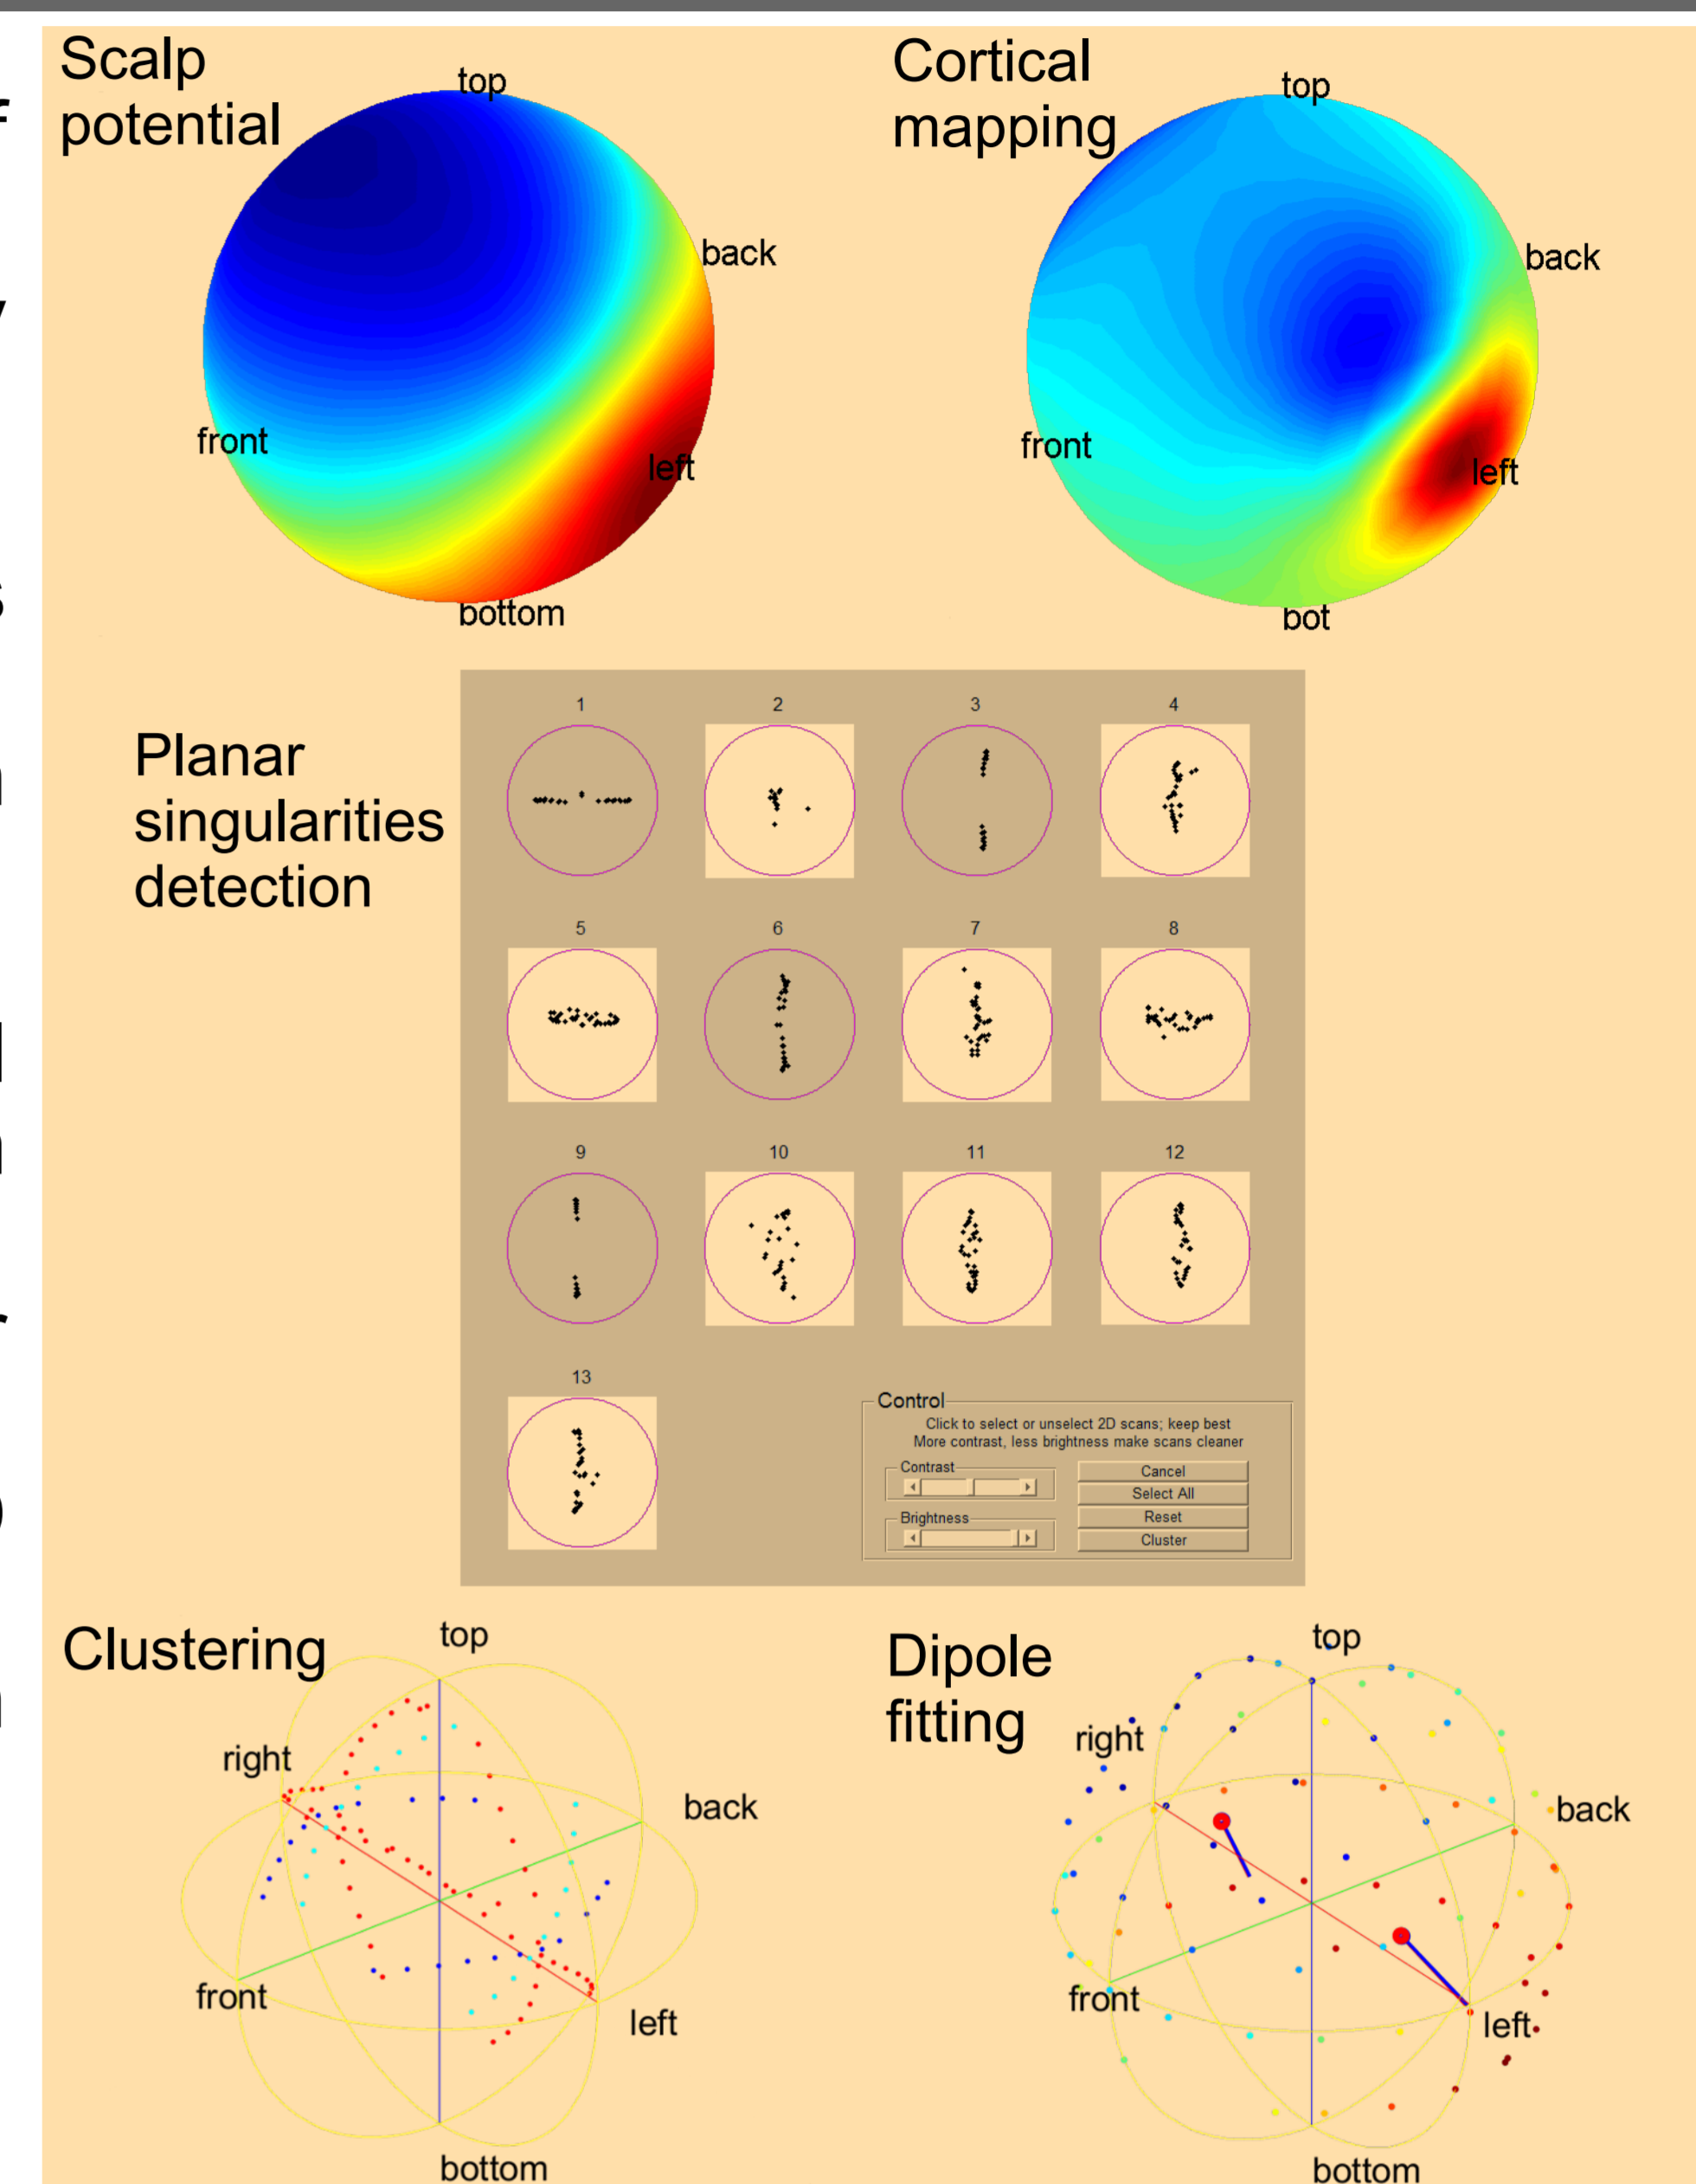 Scalp
potential
top
back
front
left
bottom
Cortical
mapping
top
back
front
left
bot
Planar
singularities
detection
1
2
3
4
5
6
7
8
9
10
11
12
13
Control
Click to select or unselect 2D scans; keep best
More contrast, less brightness make scans cleaner
Contrast
Cancel
Select All
Brightness
Reset
Cluster
Clustering
top
right
back
front
left
bottom
Dipole
fitting
top
right
back
front
left
bottom